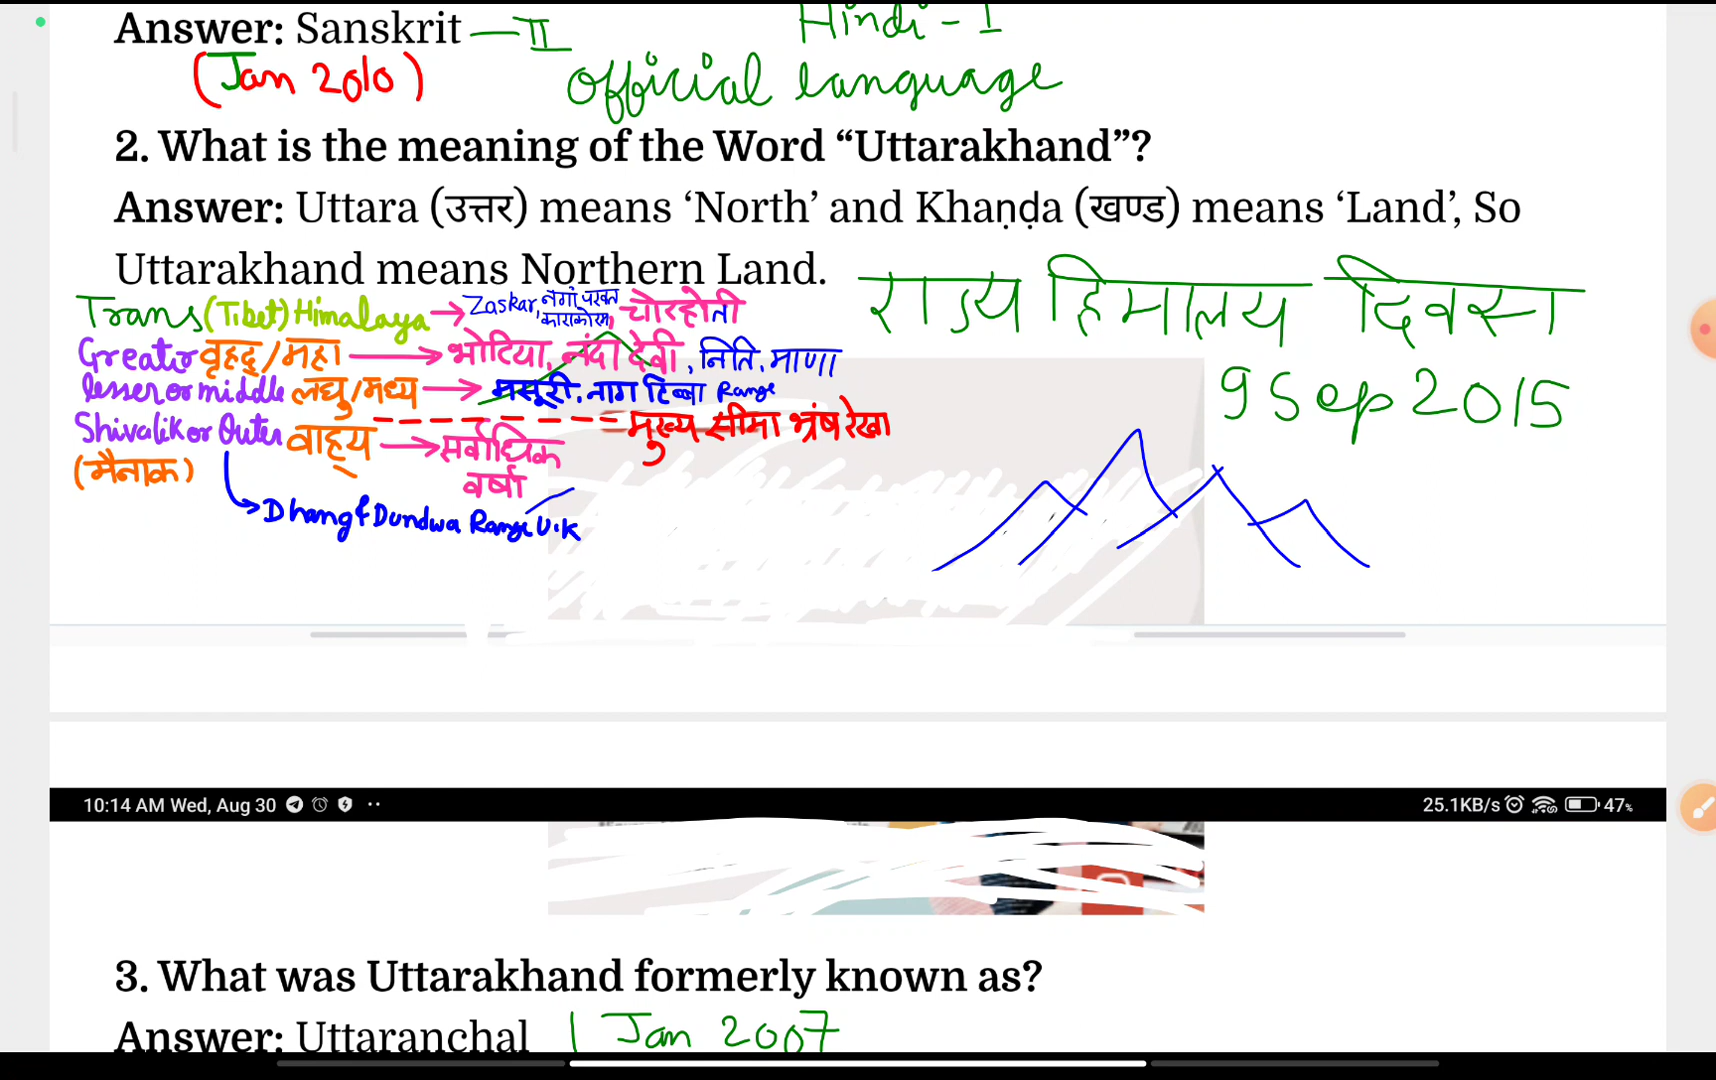 Answer: Sanskrit — II Hindi - I
(Jan 2010) official language
2. What is the meaning of the Word “Uttarakhand”?
Answer: Uttara (उत्तर) means ‘North’ and Khaṇḍa (खण्ड) means ‘Land’, So
Uttarakhand means Northern Land.
राज्य हिमालय दिवस
Trans (Tibet) Himalaya → Zaskar, नंगा पर्वत, काराकोरम, चोरहोती
Greater वृहद्/महा → भोटिया, नंदा देवी, निति, माणा
9 Sep 2015
lesser or middle लघु/मध्य → मसूरी, नाग टिब्बा Range
मुख्य सीमा भ्रंष रेखा
Shivalik or Outer वाह्य → सर्वाधिक वर्षा
(मैनाक)
→ Dhang & Dundwa Range U.K
10:14 AM Wed, Aug 30 25.1KB/s 47%
3. What was Uttarakhand formerly known as?
Answer: Uttaranchal 1 Jan 2007